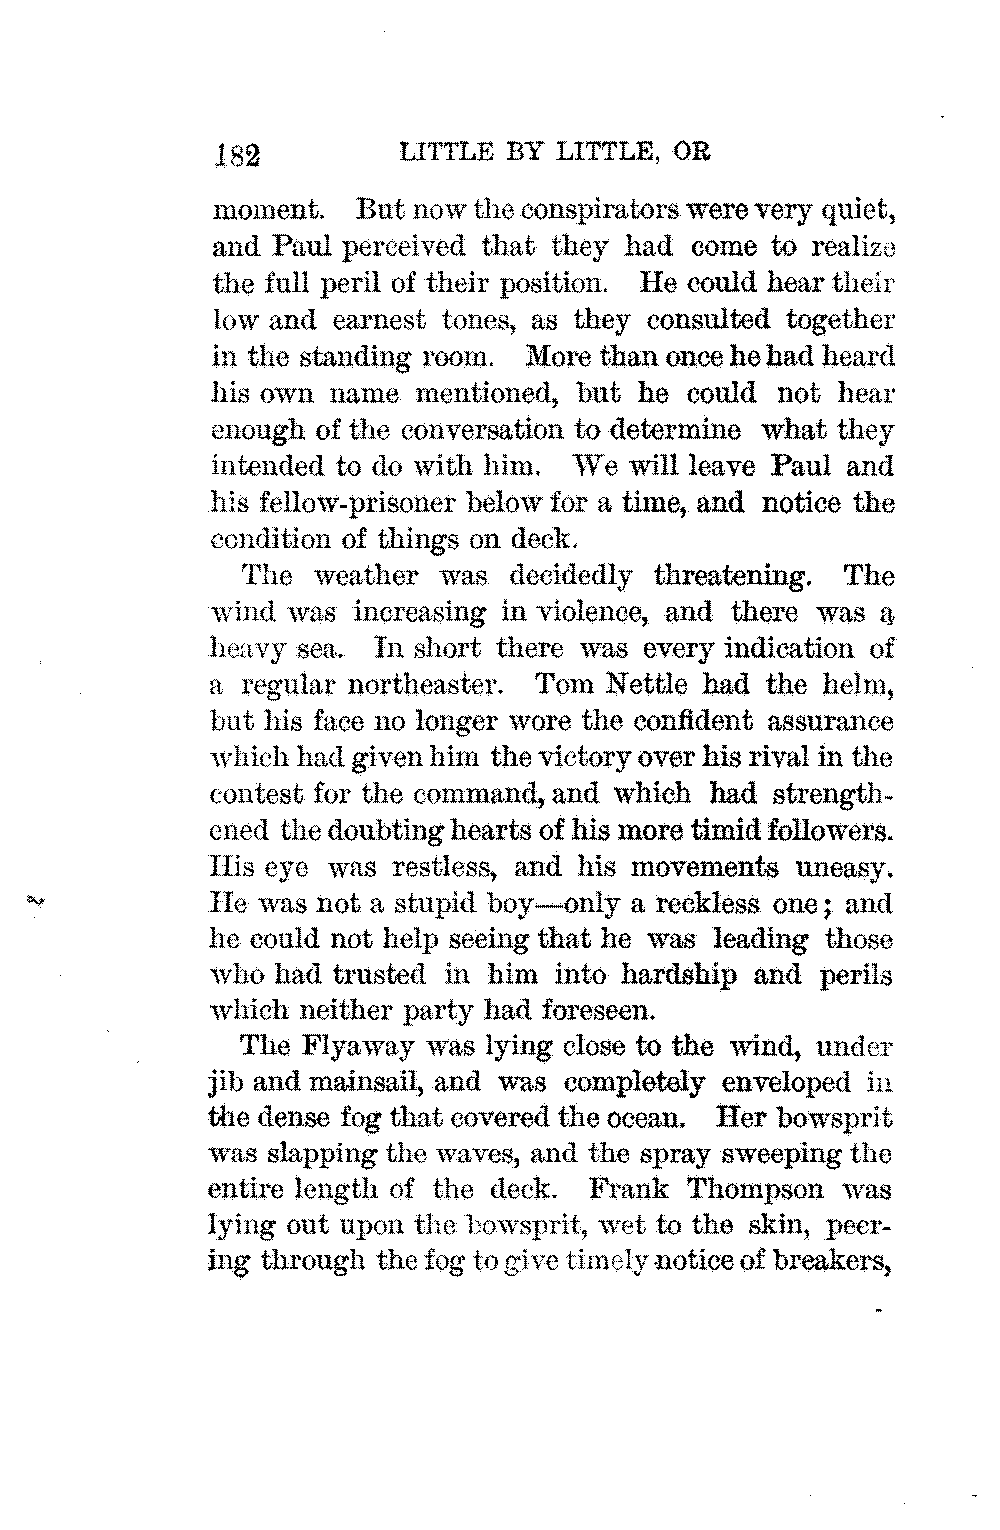 182 LITTLE BY LITTLE, OR
moment. But now the conspirators were very quiet,
and Paul perceived that they had come to realize
the full peril of their position. He could hear their
low and earnest tones, as they consulted together
in the standing room. More than once he had heard
his own name mentioned, but he could not hear
enough of the conversation to determine what they
intended to do with him. We will leave Paul and
his fellow-prisoner below for a time, and notice the
condition of things on deck.
The weather was decidedly threatening. The
wind was increasing in violence, and there was a
heavy sea. In short there was every indication of
a regular northeaster. Tom Nettle had the helm,
but his face no longer wore the confident assurance
which had given him the victory over his rival in the
contest for the command, and which had strength-
ened the doubting hearts of his more timid followers.
His eye was restless, and his movements uneasy.
He was not a stupid boy—only a reckless one; and
he could not help seeing that he was leading those
who had trusted in him into hardship and perils
which neither party had foreseen.
The Flyaway was lying close to the wind, under
jib and mainsail, and was completely enveloped in
the dense fog that covered the ocean. Her bowsprit
was slapping the waves, and the spray sweeping the
entire length of the deck. Frank Thompson was
lying out upon the bowsprit, wet to the skin, peer-
ing through the fog to give timely notice of breakers,